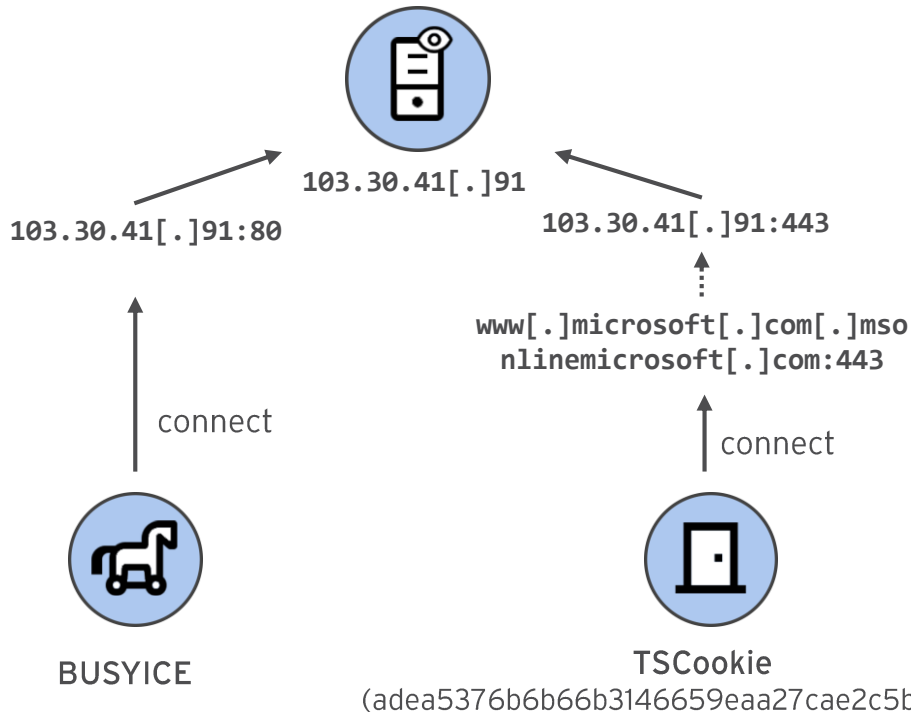 103.30.41[.]91
103.30.41[.]91:80
103.30.41[.]91:443
www[.]microsoft[.]com[.]mso
nlinemicrosoft[.]com:443
connect
connect
BUSYICE
TSCookie
(adea5376b6b66b3146659eaa27cae2c5b